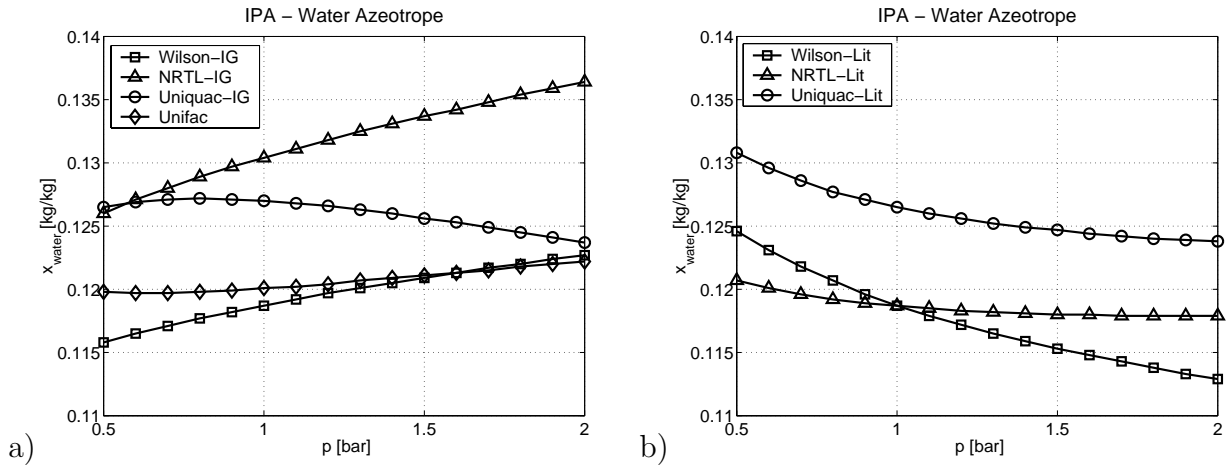 IPA − Water Azeotrope
0.14
0.135
0.13
0.125
0.12
0.115
0.11
x_water [kg/kg]
Wilson−IG
NRTL−IG
Uniquac−IG
Unifac
0.5 1 1.5 2
p [bar]
a)
IPA − Water Azeotrope
0.14
0.135
0.13
0.125
0.12
0.115
0.11
x_water [kg/kg]
Wilson−Lit
NRTL−Lit
Uniquac−Lit
0.5 1 1.5 2
p [bar]
b)